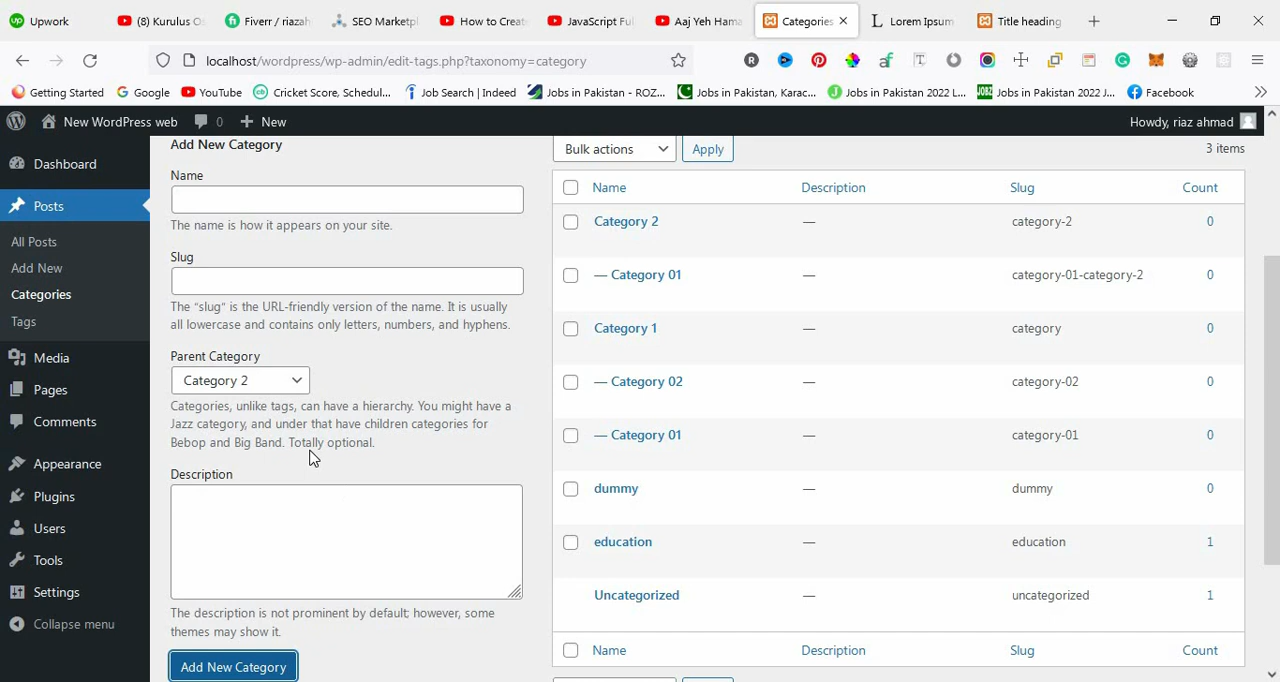 Upwork
(8) Kurulus O
Fiverr / riazah
SEO Marketpl
How to Create
JavaScript Ful
Aaj Yeh Hama
Categories
Lorem Ipsum
Title heading
localhost/wordpress/wp-admin/edit-tags.php?taxonomy=category
Getting Started
Google
YouTube
Cricket Score, Schedul...
Job Search | Indeed
Jobs in Pakistan - ROZ...
Jobs in Pakistan, Karac...
Jobs in Pakistan 2022 L...
Jobs in Pakistan 2022 J...
Facebook
New WordPress web
0
New
Howdy, riaz ahmad
Dashboard
Posts
All Posts
Add New
Categories
Tags
Media
Pages
Comments
Appearance
Plugins
Users
Tools
Settings
Collapse menu
Add New Category
Name
The name is how it appears on your site.
Slug
The “slug” is the URL-friendly version of the name. It is usually
all lowercase and contains only letters, numbers, and hyphens.
Parent Category
Category 2
Categories, unlike tags, can have a hierarchy. You might have a
Jazz category, and under that have children categories for
Bebop and Big Band. Totally optional.
Description
The description is not prominent by default; however, some
themes may show it.
Add New Category
Bulk actions
Apply
3 items
Name Description Slug Count
Category 2 — category-2 0
— Category 01 — category-01-category-2 0
Category 1 — category 0
— Category 02 — category-02 0
— Category 01 — category-01 0
dummy — dummy 0
education — education 1
Uncategorized — uncategorized 1
Name Description Slug Count